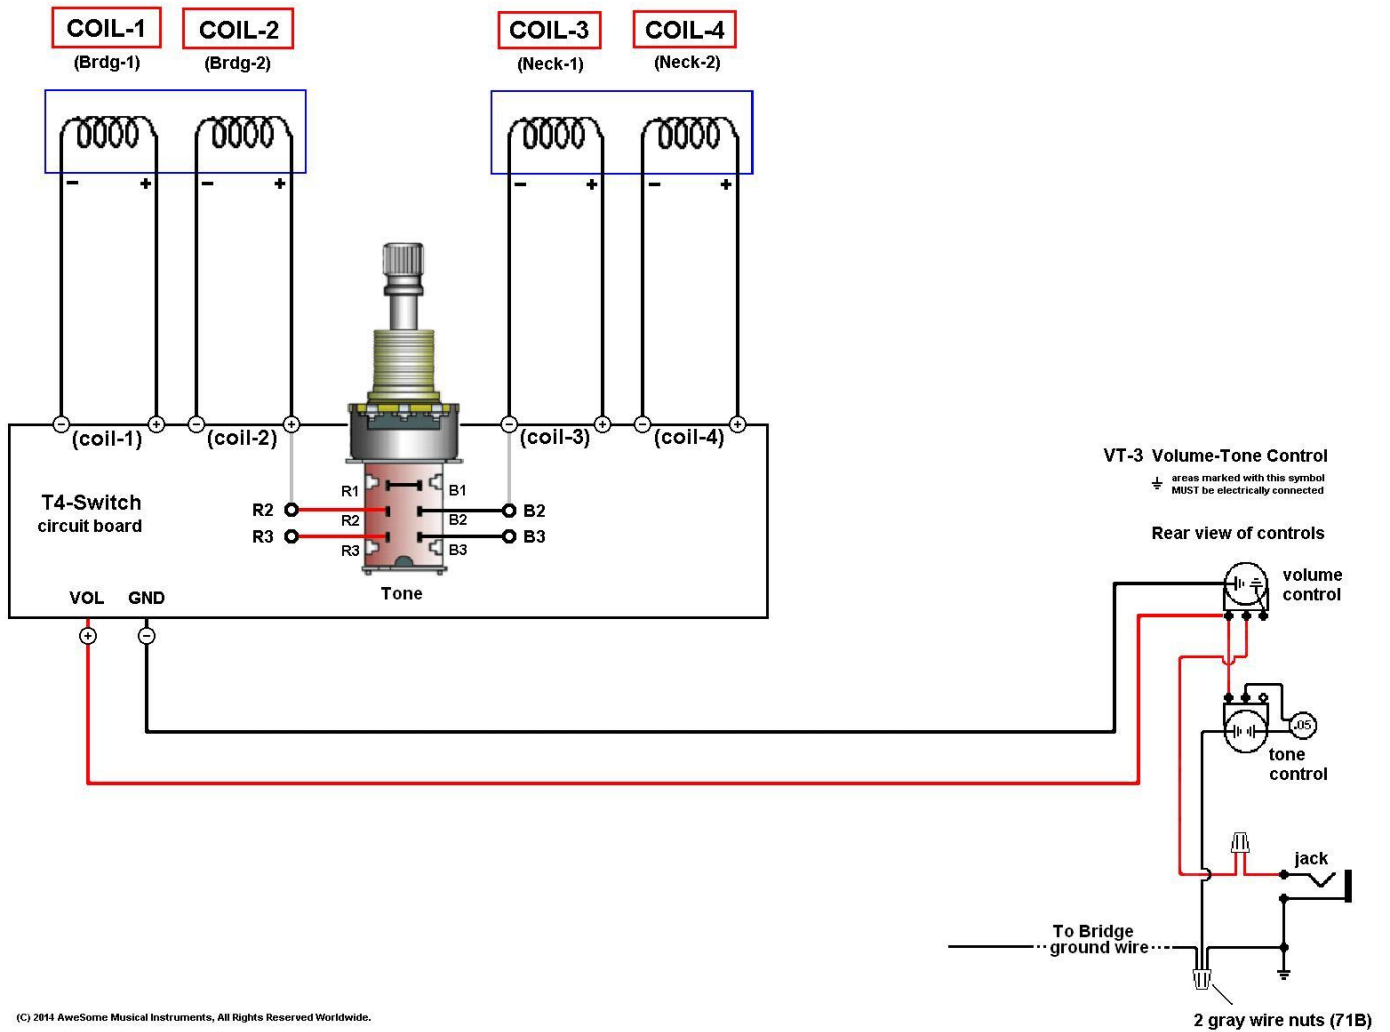 COIL-1
COIL-2
COIL-3
COIL-4
(Brdg-1)
(Brdg-2)
(Neck-1)
(Neck-2)
− + − + − + − +
− + − + − + − +
(coil-1)
(coil-2)
(coil-3)
(coil-4)
T4-Switch
circuit board
R1 B1
R2 R2 B2 B2
R3 R3 B3 B3
Tone
VOL GND
+ −
VT-3 Volume-Tone Control
areas marked with this symbol
MUST be electrically connected
Rear view of controls
volume
control
.05
tone
control
jack
To Bridge
ground wire
2 gray wire nuts (71B)
(C) 2014 AweSome Musical Instruments, All Rights Reserved Worldwide.